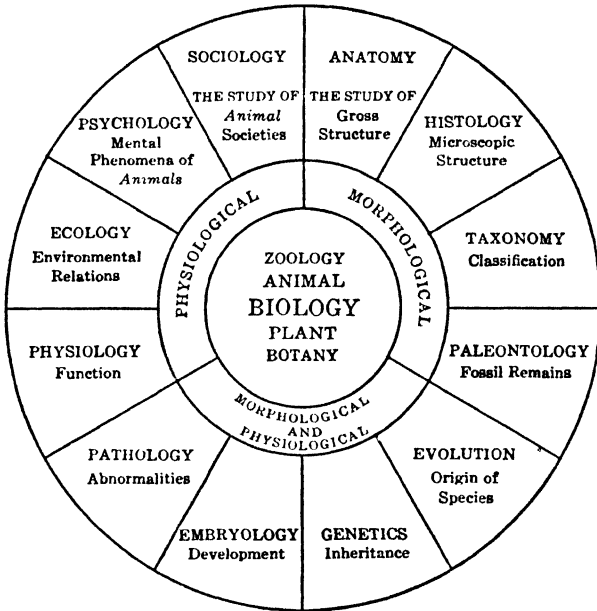 SOCIOLOGY
THE STUDY OF
Animal
Societies
ANATOMY
THE STUDY OF
Gross
Structure
HISTOLOGY
Microscopic
Structure
TAXONOMY
Classification
PALEONTOLOGY
Fossil Remains
EVOLUTION
Origin of
Species
GENETICS
Inheritance
EMBRYOLOGY
Development
PATHOLOGY
Abnormalities
PHYSIOLOGY
Function
ECOLOGY
Environmental
Relations
PSYCHOLOGY
Mental
Phenomena of
Animals
PHYSIOLOGICAL
MORPHOLOGICAL
MORPHOLOGICAL
AND
PHYSIOLOGICAL
ZOOLOGY
ANIMAL
BIOLOGY
PLANT
BOTANY